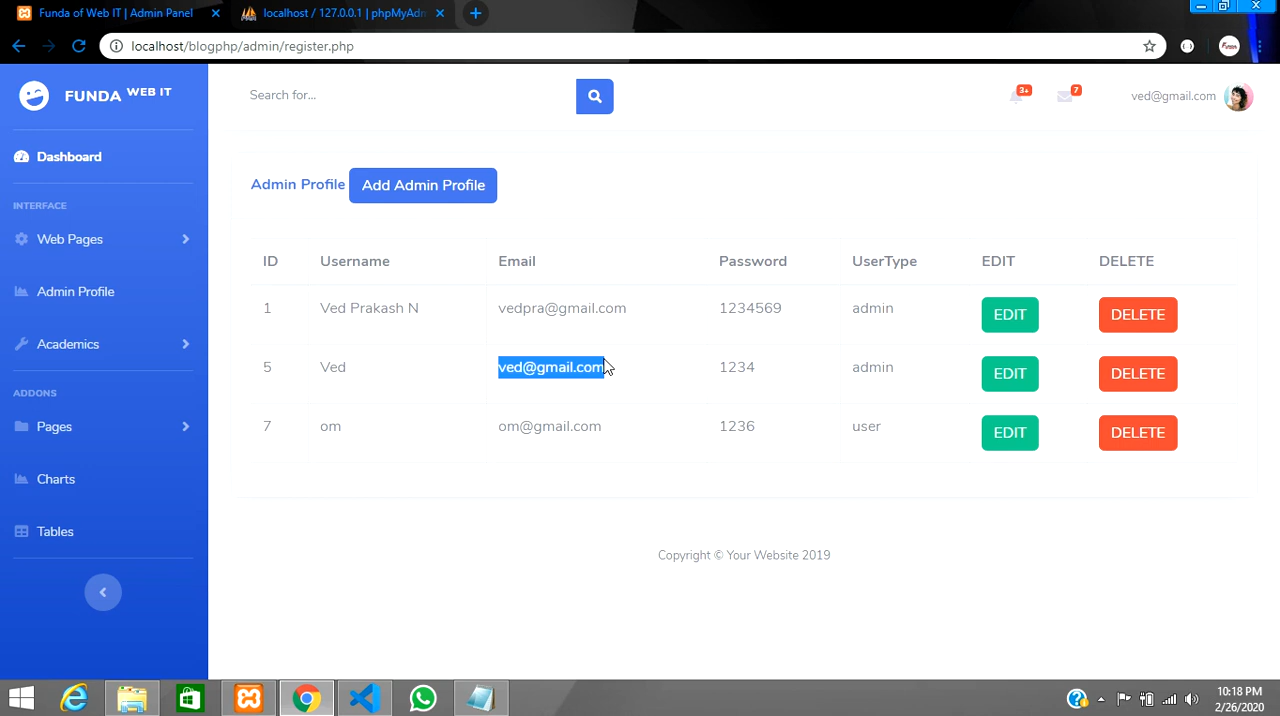 Funda of Web IT | Admin Panel
localhost / 127.0.0.1 | phpMyAdm
localhost/blogphp/admin/register.php
FUNDA WEB IT
Search for...
3+
7
ved@gmail.com
Dashboard
Admin Profile Add Admin Profile
INTERFACE
Web Pages
Admin Profile
Academics
ADDONS
Pages
Charts
Tables
ID Username Email Password UserType EDIT DELETE
1 Ved Prakash N vedpra@gmail.com 1234569 admin EDIT DELETE
5 Ved ved@gmail.com 1234 admin EDIT DELETE
7 om om@gmail.com 1236 user EDIT DELETE
Copyright © Your Website 2019
10:18 PM
2/26/2020